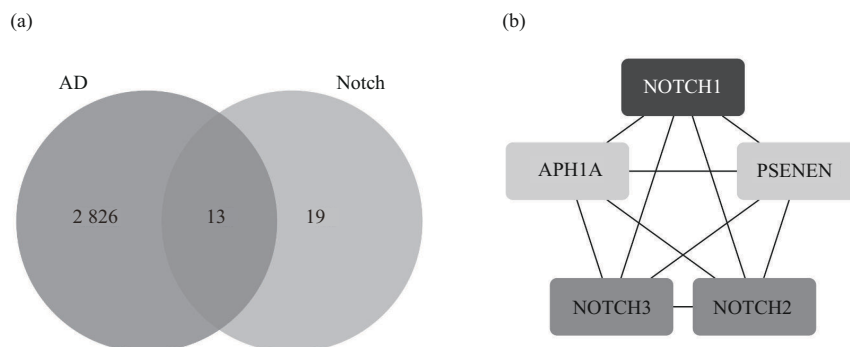 (a)
(b)
AD
Notch
2 826
13
19
NOTCH1
APH1A
PSENEN
NOTCH3
NOTCH2